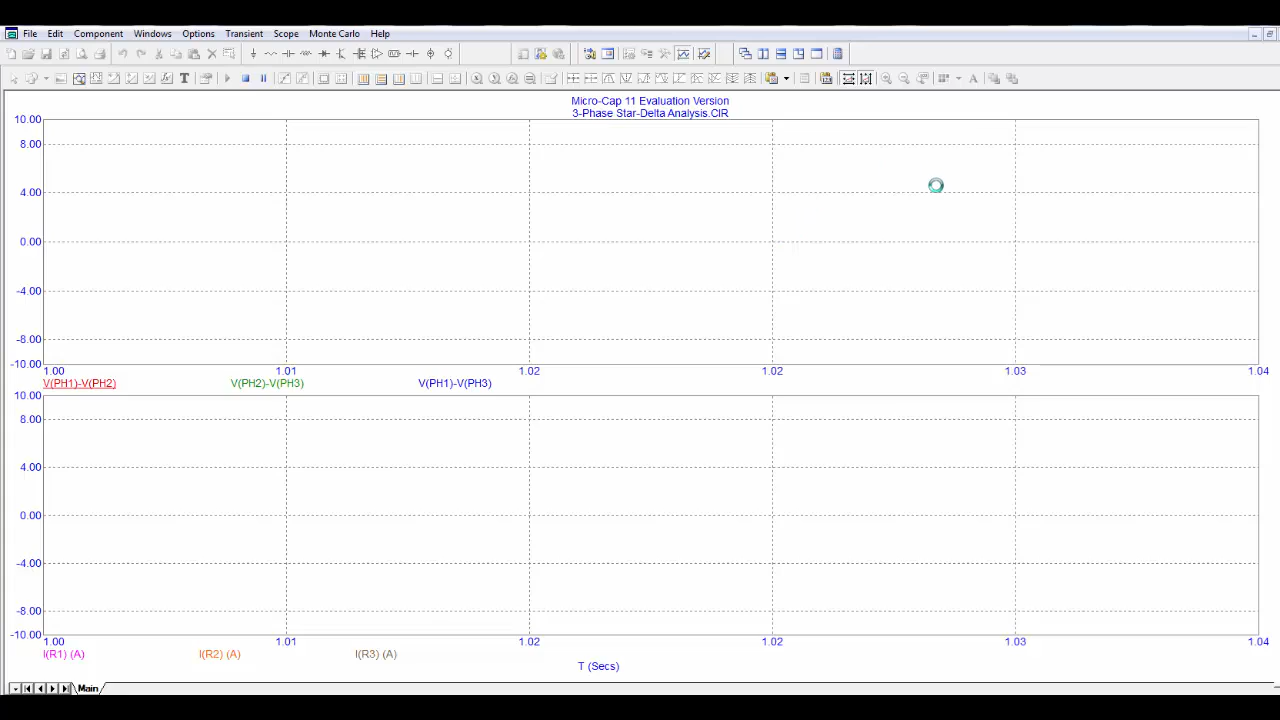 File Edit Component Windows Options Transient Scope Monte Carlo Help
Micro-Cap 11 Evaluation Version
3-Phase Star-Delta Analysis.CIR
10.00
8.00
4.00
0.00
-4.00
-8.00
-10.00
1.00 1.01 1.02 1.02 1.03 1.04
V(PH1)-V(PH2) V(PH2)-V(PH3) V(PH1)-V(PH3)
10.00
8.00
4.00
0.00
-4.00
-8.00
-10.00
1.00 1.01 1.02 1.02 1.03 1.04
I(R1) (A) I(R2) (A) I(R3) (A)
T (Secs)
Main